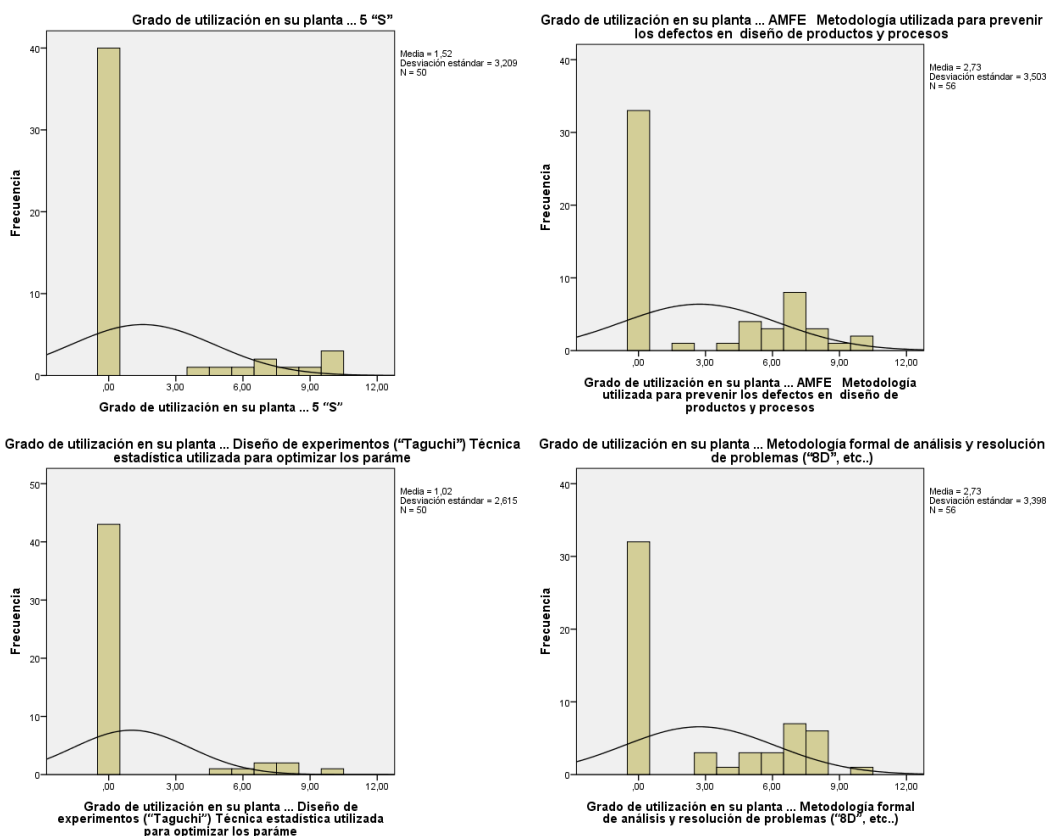 Grado de utilización en su planta ... 5 “S”
Media = 1,52
Desviación estándar = 3,209
N = 50
Frecuencia
40
30
20
10
0
,00 3,00 6,00 9,00 12,00
Grado de utilización en su planta ... 5 “S”
Grado de utilización en su planta ... AMFE Metodología utilizada para prevenir
los defectos en diseño de productos y procesos
Media = 2,73
Desviación estándar = 3,503
N = 56
Frecuencia
40
30
20
10
0
,00 3,00 6,00 9,00 12,00
Grado de utilización en su planta ... AMFE Metodología
utilizada para prevenir los defectos en diseño de
productos y procesos
Grado de utilización en su planta ... Diseño de experimentos (“Taguchi”) Técnica
estadística utilizada para optimizar los paráme
Media = 1,02
Desviación estándar = 2,615
N = 50
Frecuencia
50
40
30
20
10
0
,00 3,00 6,00 9,00 12,00
Grado de utilización en su planta ... Diseño de
experimentos (“Taguchi”) Técnica estadística utilizada
para optimizar los paráme
Grado de utilización en su planta ... Metodología formal de análisis y resolución
de problemas (“8D”, etc..)
Media = 2,73
Desviación estándar = 3,398
N = 56
Frecuencia
40
30
20
10
0
,00 3,00 6,00 9,00 12,00
Grado de utilización en su planta ... Metodología formal
de análisis y resolución de problemas (“8D”, etc..)